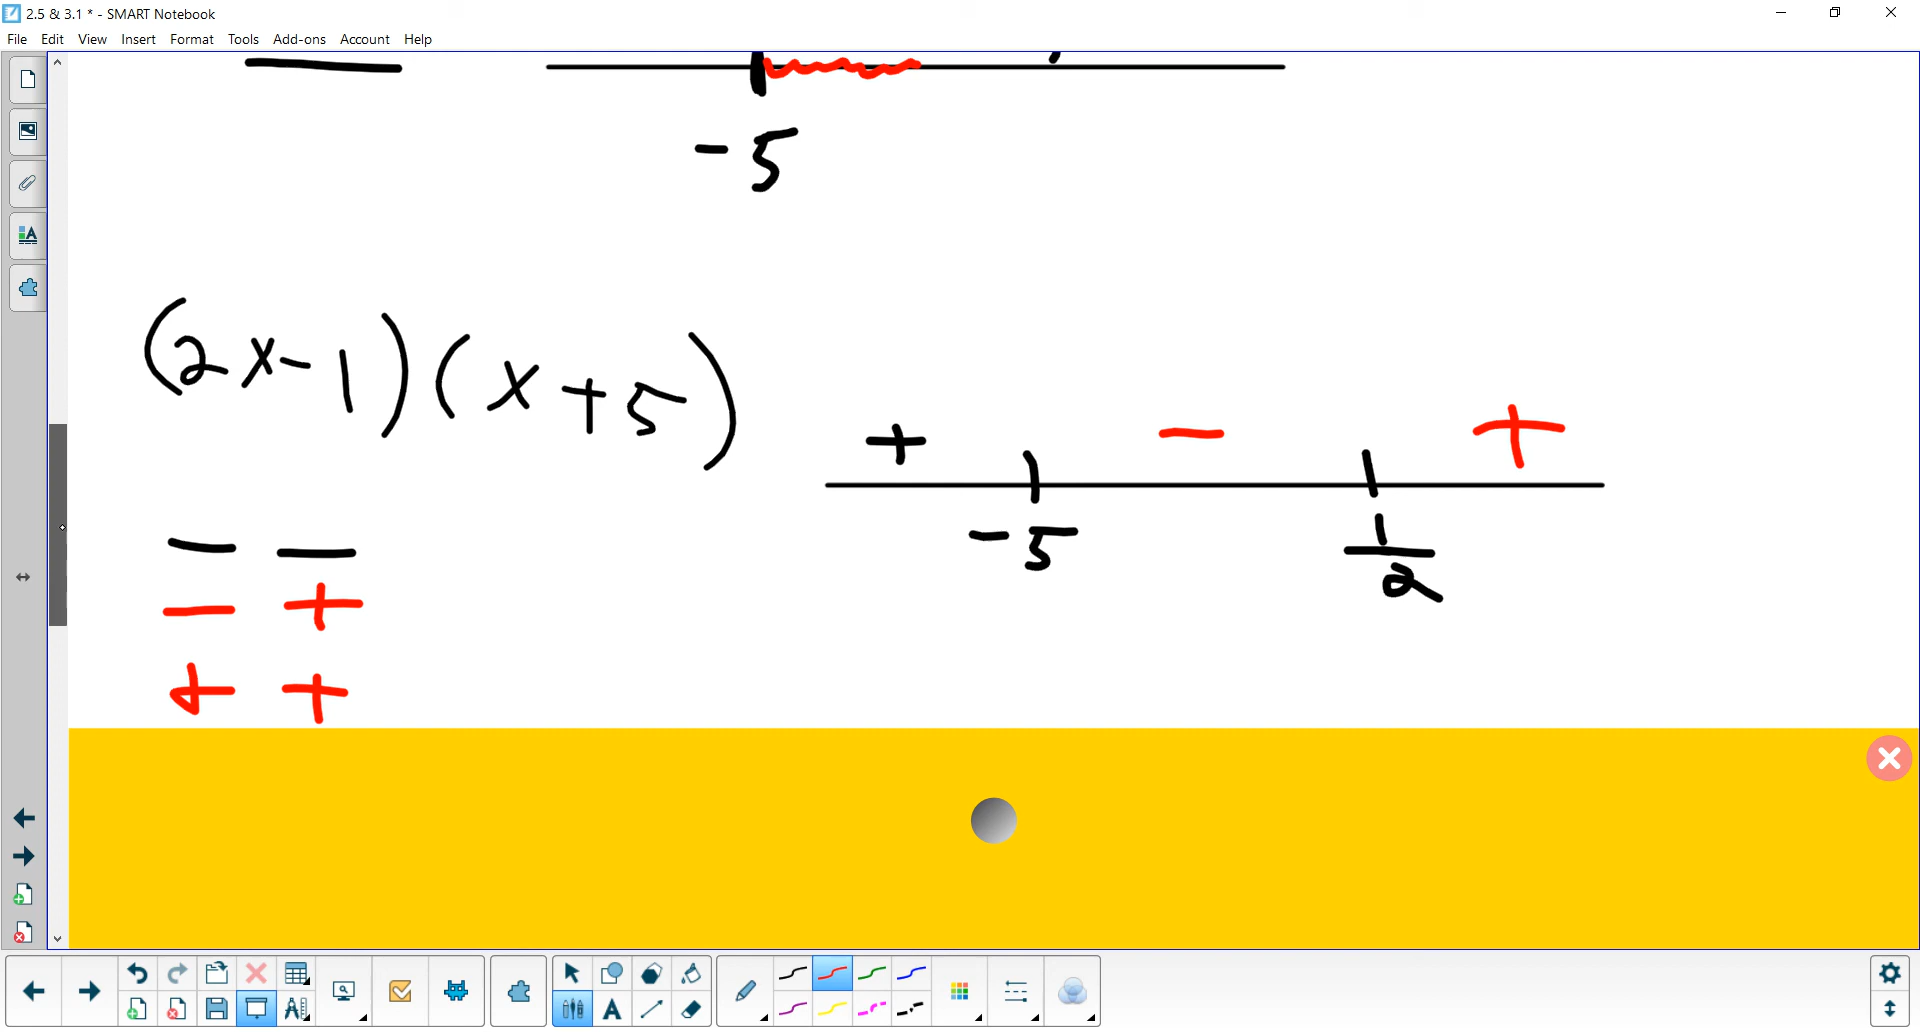 2.5 & 3.1 * - SMART Notebook
File Edit View Insert Format Tools Add-ons Account Help
-5
(2x-1)(x+5)
+ - +
-5 1/2
- -
- +
+ +